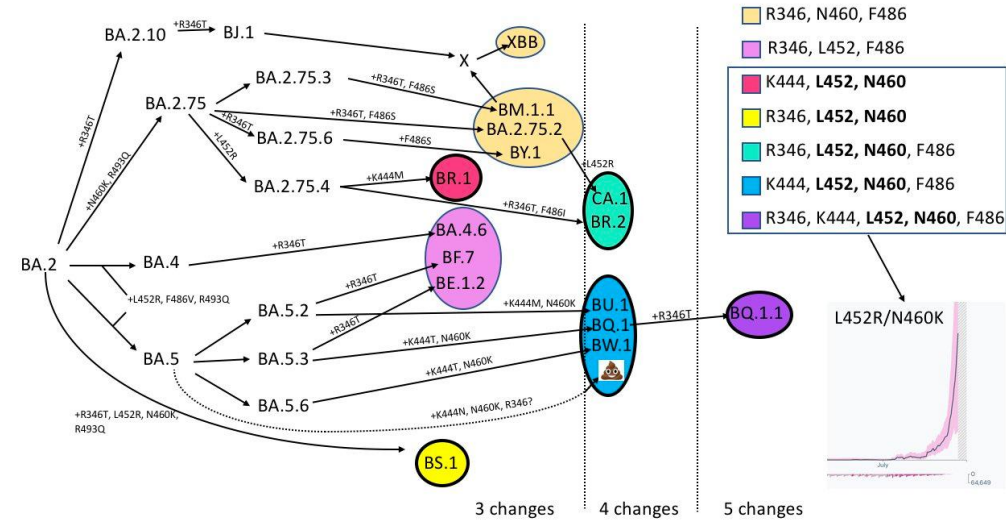 +R346T
BA.2.10
BJ.1
XBB
X
+R346T
BA.2.75.3
+R346T, F486S
BA.2.75
+R346T
+R346T, F486S
BM.1.1
BA.2.75.2
BY.1
BA.2.75.6
+F486S
+L452R
+N460K, R493Q
BA.2.75.4
+K444M
BR.1
+R346T, F486I
+L452R
CA.1
BR.2
BA.2
BA.4
+R346T
BA.4.6
BF.7
BE.1.2
+L452R, F486V, R493Q
BA.5
BA.5.2
+R346T
+K444M, N460K
BA.5.3
+R346T
+K444T, N460K
BA.5.6
+K444T, N460K
BU.1
BQ.1
BW.1
+R346T
BQ.1.1
+K444N, N460K, R346?
+R346T, L452R, N460K,
R493Q
BS.1
3 changes
4 changes
5 changes
R346, N460, F486
R346, L452, F486
K444, L452, N460
R346, L452, N460
R346, L452, N460, F486
K444, L452, N460, F486
R346, K444, L452, N460, F486
L452R/N460K
July
0
64,649